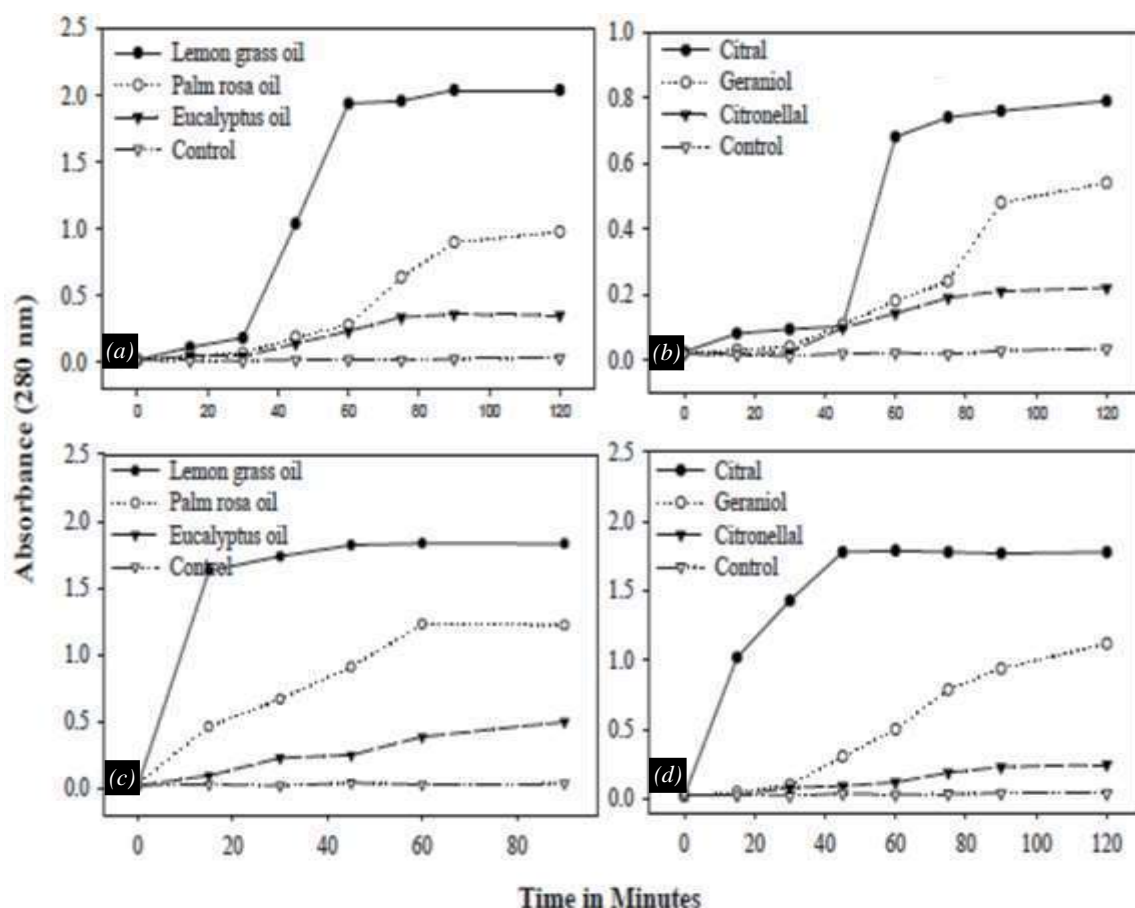 2.5
2.0
1.5
1.0
0.5
0.0
Lemon grass oil
Palm rosa oil
Eucalyptus oil
Control
(a)
0 20 40 60 80 100 120
1.0
0.8
0.6
0.4
0.2
0.0
Citral
Geraniol
Citronellal
Control
(b)
0 20 40 60 80 100 120
Absorbance (280 nm)
2.5
2.0
1.5
1.0
0.5
0.0
Lemon grass oil
Palm rosa oil
Eucalyptus oil
Control
(c)
0 20 40 60 80
2.5
2.0
1.5
1.0
0.5
0.0
Citral
Geraniol
Citronellal
Control
(d)
0 20 40 60 80 100 120
Time in Minutes